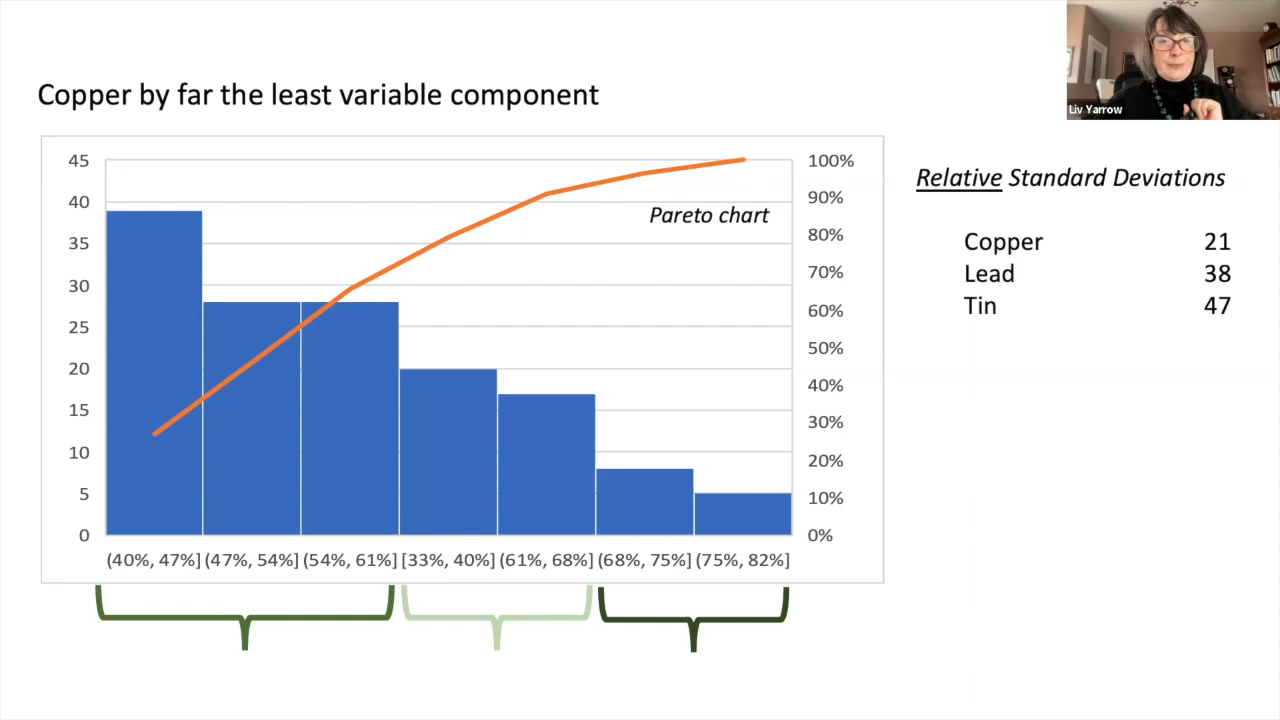 Liv Yarrow
Copper by far the least variable component
45
40
35
30
25
20
15
10
5
0
100%
90%
80%
70%
60%
50%
40%
30%
20%
10%
0%
Pareto chart
(40%, 47%] (47%, 54%] (54%, 61%] [33%, 40%] (61%, 68%] (68%, 75%] (75%, 82%]
Relative Standard Deviations
Copper 21
Lead 38
Tin 47